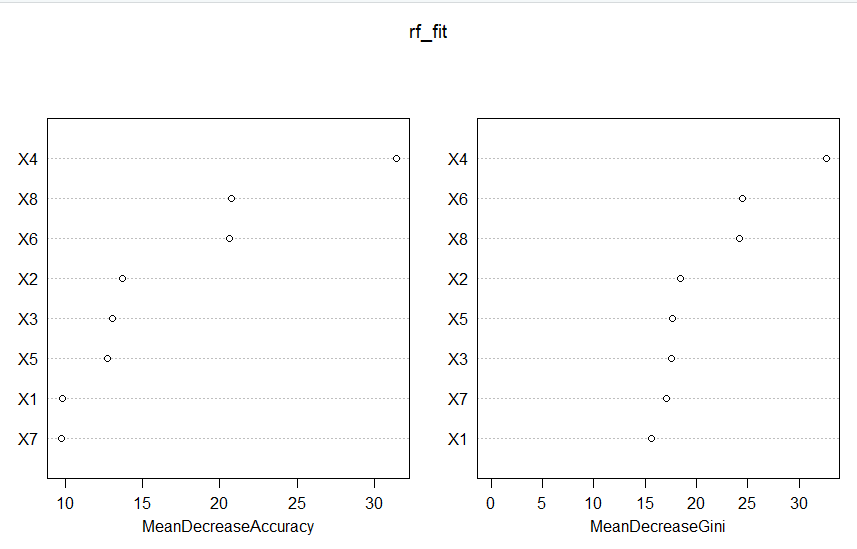 rf_fit
X4
X8
X6
X2
X3
X5
X1
X7
10 15 20 25 30
MeanDecreaseAccuracy
X4
X6
X8
X2
X5
X3
X7
X1
0 5 10 15 20 25 30
MeanDecreaseGini